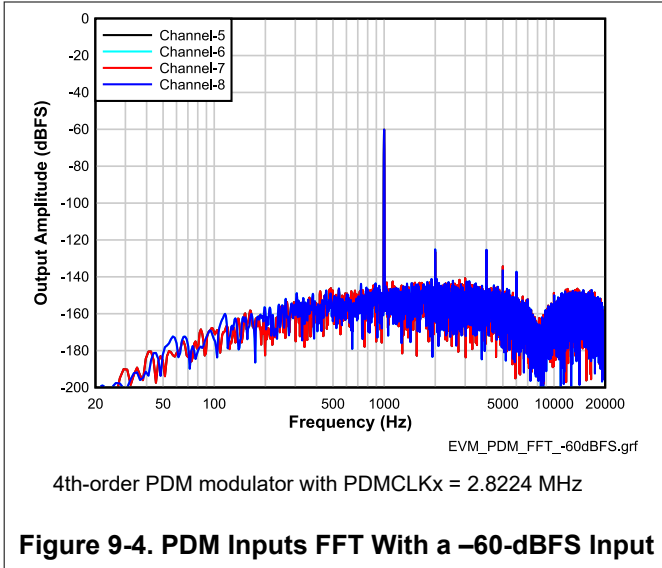 0
-20
-40
-60
-80
-100
-120
-140
-160
-180
-200
Output Amplitude (dBFS)
Channel-5
Channel-6
Channel-7
Channel-8
20 50 100 500 1000 5000 10000 20000
Frequency (Hz)
EVM_PDM_FFT_-60dBFS.grf
4th-order PDM modulator with PDMCLKx = 2.8224 MHz
Figure 9-4. PDM Inputs FFT With a –60-dBFS Input